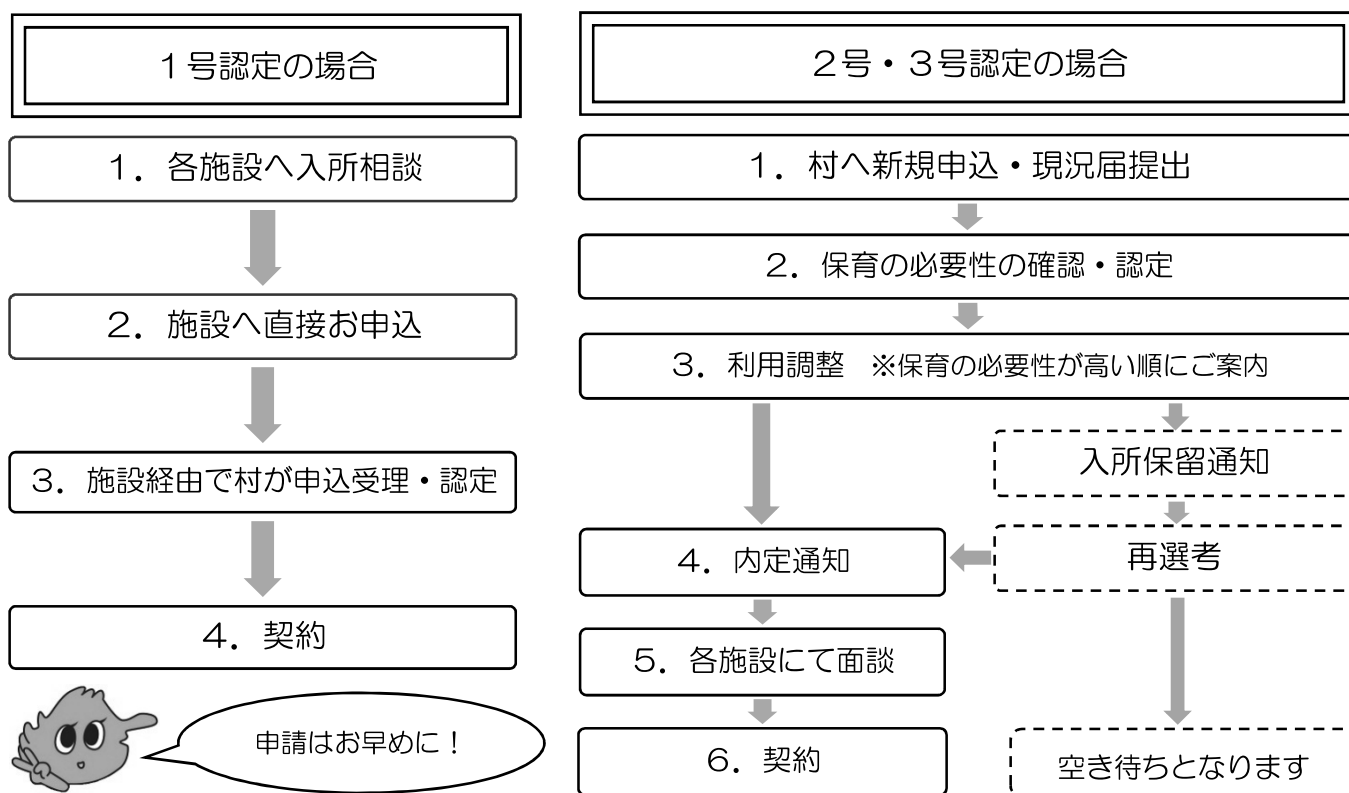 １号認定の場合
１．各施設へ入所相談
２．施設へ直接お申込
３．施設経由で村が申込受理・認定
４．契約
申請はお早めに！
２号・３号認定の場合
１．村へ新規申込・現況届提出
２．保育の必要性の確認・認定
３．利用調整　※保育の必要性が高い順にご案内
入所保留通知
再選考
４．内定通知
５．各施設にて面談
６．契約
空き待ちとなります